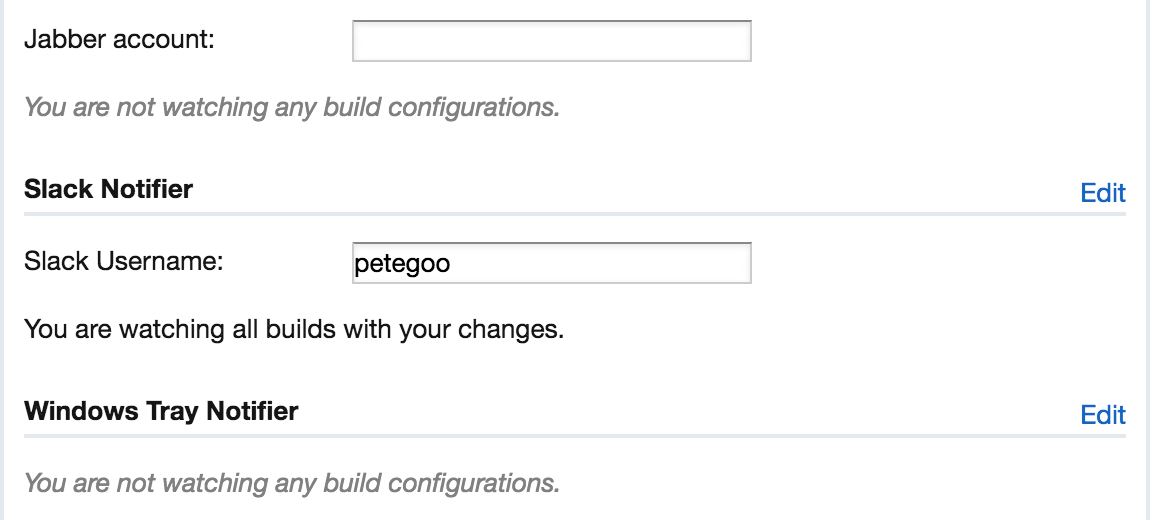 Jabber account:
You are not watching any build configurations.
Slack Notifier Edit
Slack Username: petegoo
You are watching all builds with your changes.
Windows Tray Notifier Edit
You are not watching any build configurations.